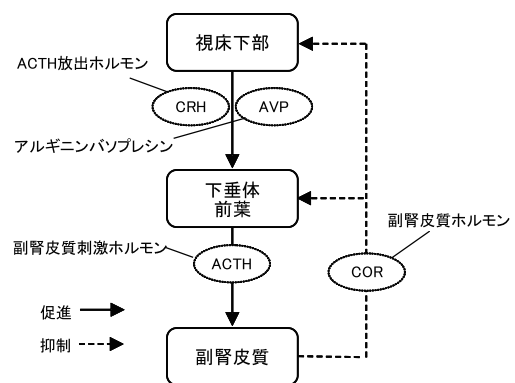 視床下部
ACTH放出ホルモン
CRH
AVP
アルギニンバソプレシン
下垂体
前葉
副腎皮質ホルモン
副腎皮質刺激ホルモン
ACTH
COR
促進
抑制
副腎皮質